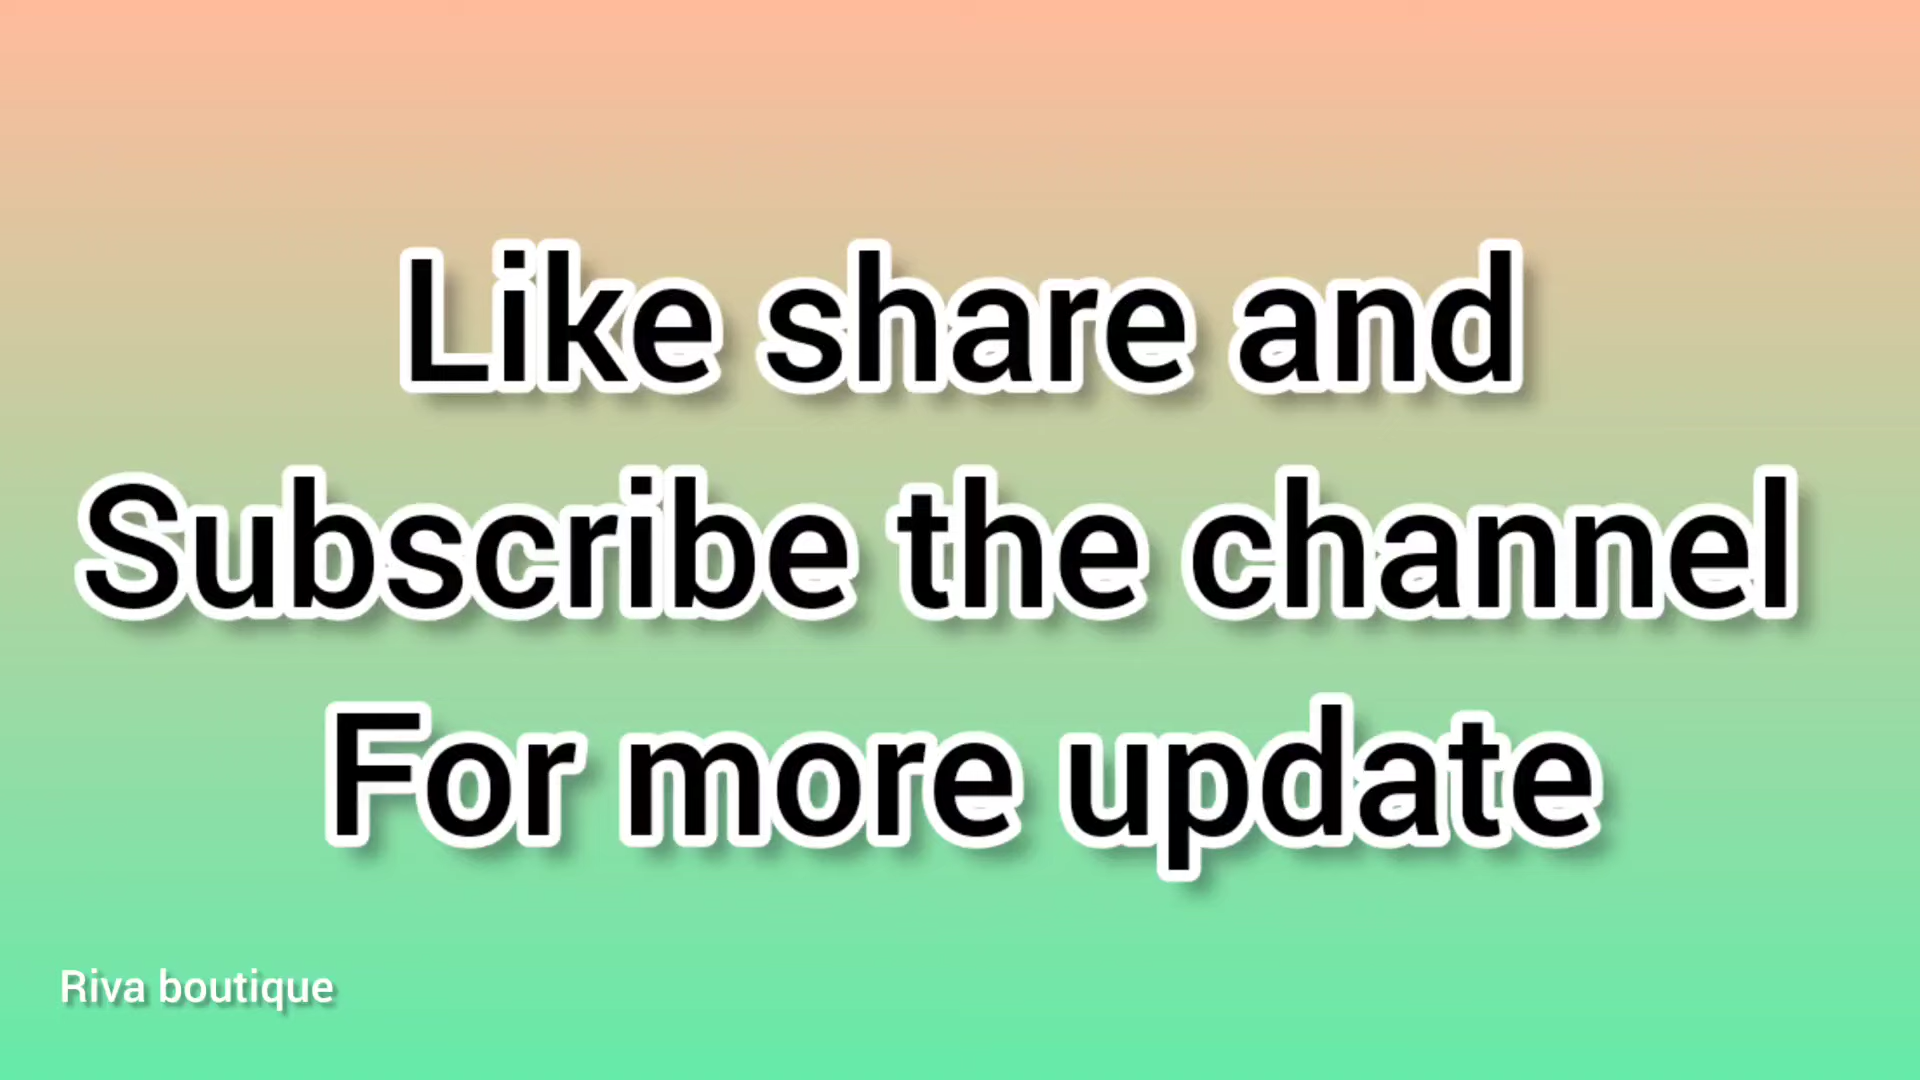 Like share and
Subscribe the channel
For more update
Riva boutique